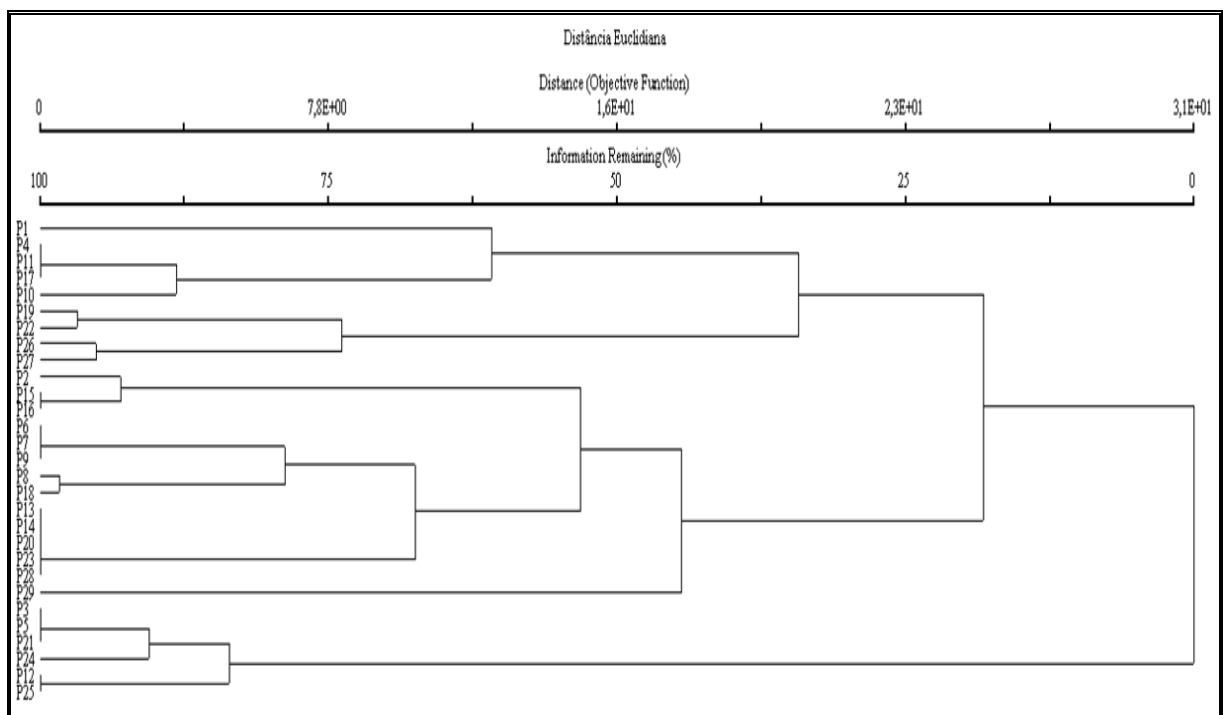 Distância Euclidiana
Distance (Objective Function)
0 7,8E+00 1,6E+01 2,3E+01 3,1E+01
Information Remaining (%)
100 75 50 25 0
P1
P4
P11
P17
P10
P19
P22
P26
P27
P2
P15
P16
P6
P7
P9
P8
P18
P13
P14
P20
P23
P28
P29
P3
P5
P21
P24
P12
P25